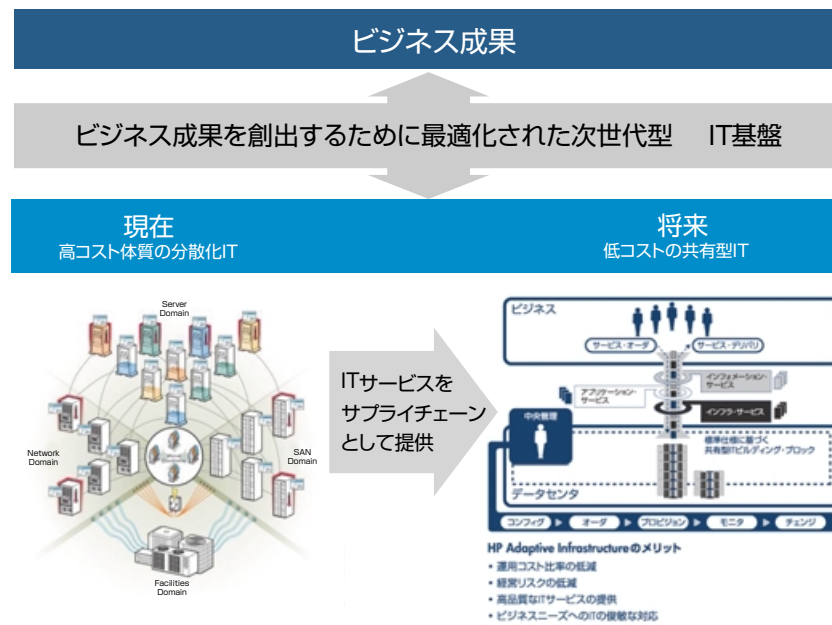 ビジネス成果
ビジネス成果を創出するために最適化された次世代型 IT基盤
現在
高コスト体質の分散化IT
将来
低コストの共有型IT
Server
Domain
Network
Domain
SAN
Domain
Facilities
Domain
ITサービスを
サプライチェーン
として提供
ビジネス
サービス・オーダ
サービス・デリバリ
インフォメーション・
サービス
アプリケーション・
サービス
インフラ・サービス
中央管理
標準仕様に基づく
共有型ITビルディング・ブロック
データセンタ
コンフィグ
オーダ
プロビジョン
モニタ
チェンジ
HP Adaptive Infrastructureのメリット
• 運用コスト比率の低減
• 経営リスクの低減
• 高品質なITサービスの提供
• ビジネスニーズへのITの俊敏な対応